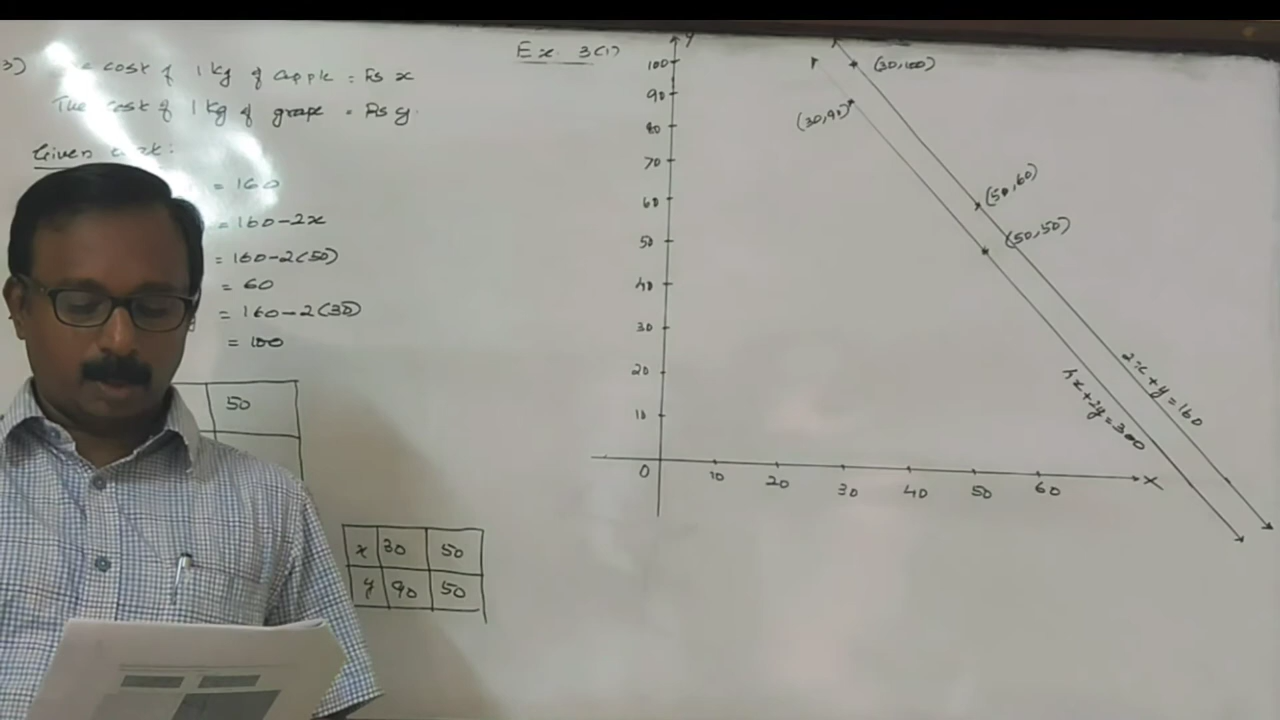 3) cost of 1 kg of apple = Rs x
The cost of 1 kg of grape = Rs y
Given
= 160
= 160-2x
= 160-2(50)
= 60
= 160-2(30)
= 100
50
x 30 50
y 90 50
Ex 3(1)
y
100
90
80
70
60
50
40
30
20
10
0
10 20 30 40 50 60 X
(30,100)
(30,90)
(50,60)
(50,50)
2x+y=160
4x+2y=300